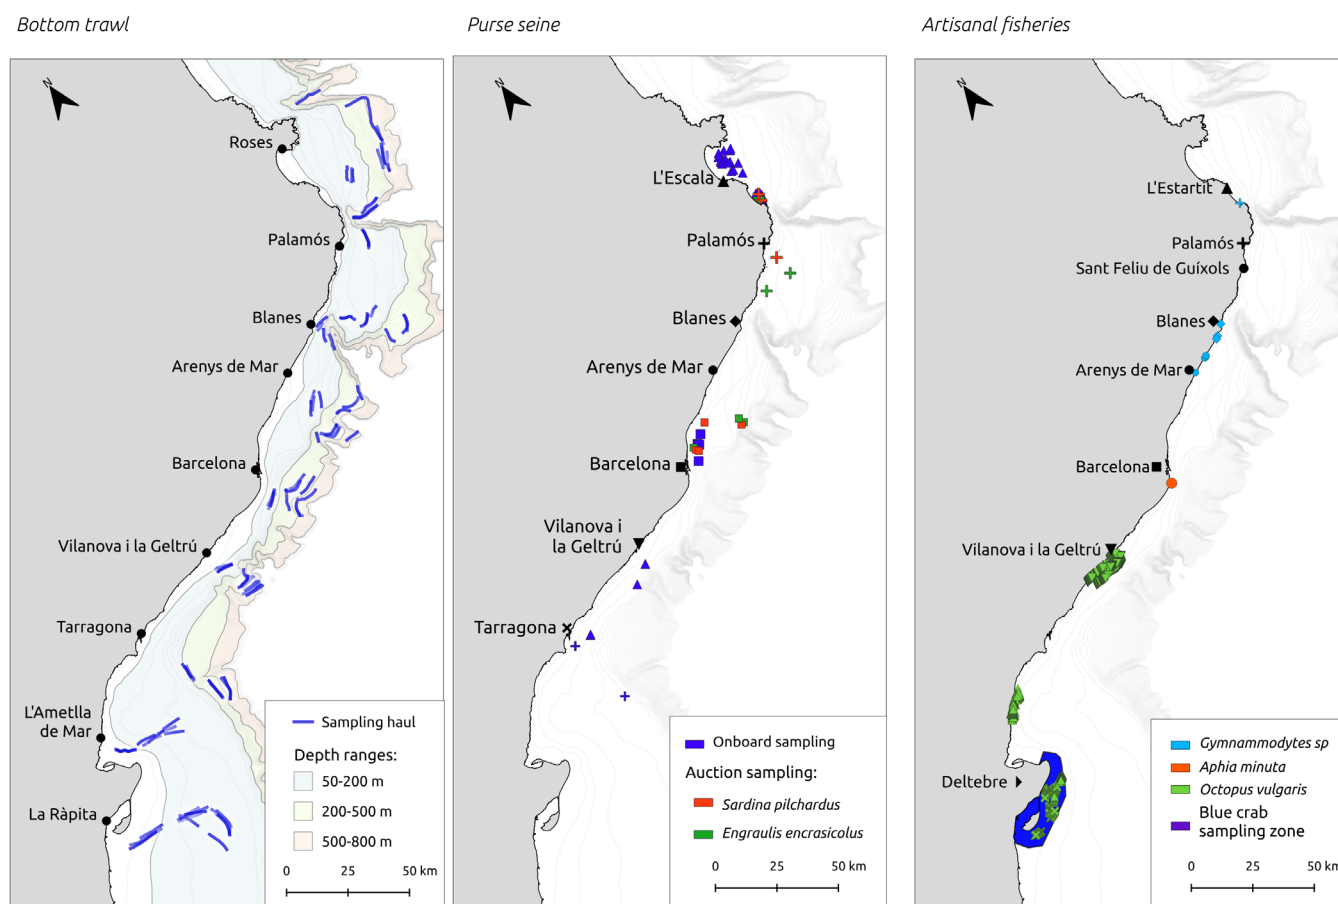 Bottom trawl
N
Roses
Palamós
Blanes
Arenys de Mar
Barcelona
Vilanova i la Geltrú
Tarragona
L'Ametlla
de Mar
La Ràpita
Sampling haul
Depth ranges:
50-200 m
200-500 m
500-800 m
0 25 50 km
Purse seine
N
L'Escala
Palamós
Blanes
Arenys de Mar
Barcelona
Vilanova i
la Geltrú
Tarragona
Onboard sampling
Auction sampling:
Sardina pilchardus
Engraulis encrasicolus
0 25 50 km
Artisanal fisheries
N
L'Estartit
Palamós
Sant Feliu de Guíxols
Blanes
Arenys de Mar
Barcelona
Vilanova i la Geltrú
Deltebre
Gymnammodytes sp
Aphia minuta
Octopus vulgaris
Blue crab
sampling zone
0 25 50 km